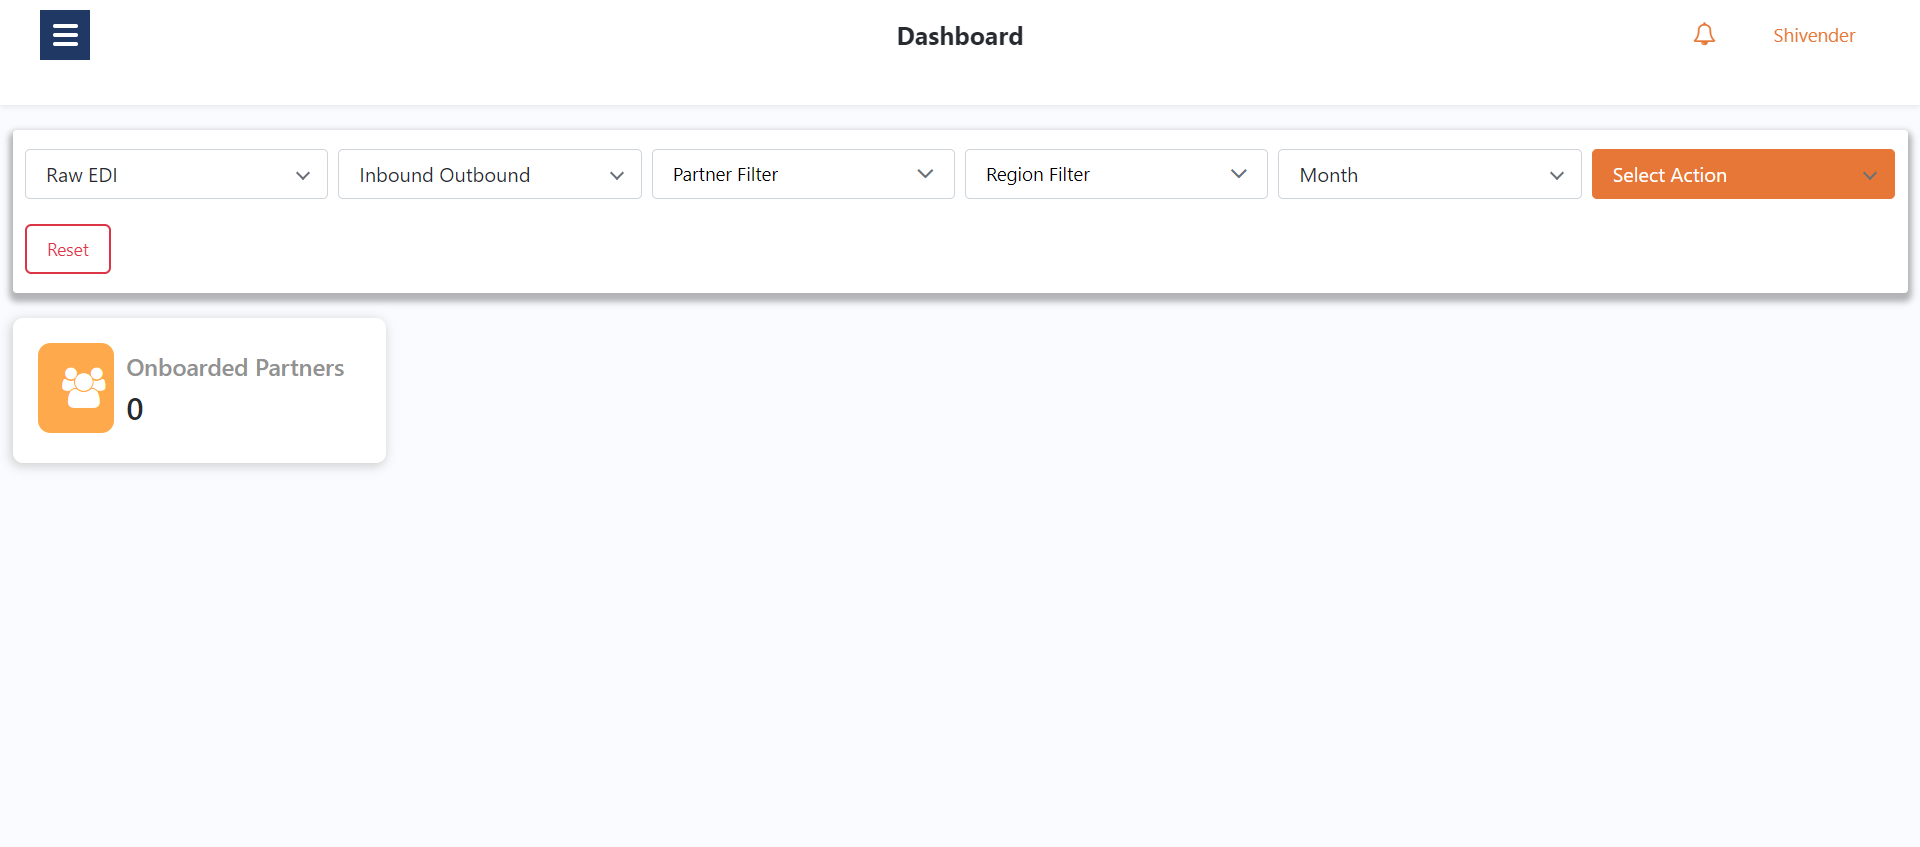 Dashboard
Shivender
Raw EDI
Inbound Outbound
Partner Filter
Region Filter
Month
Select Action
Reset
Onboarded Partners
0